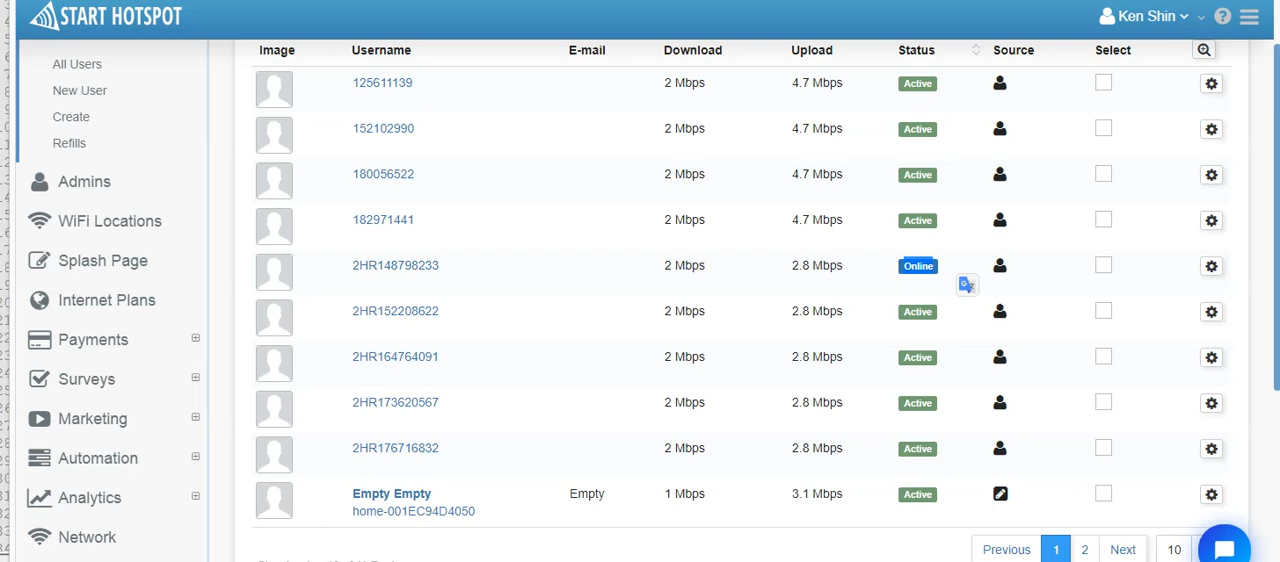 START HOTSPOT
Ken Shin
All Users
New User
Create
Refills
Admins
WiFi Locations
Splash Page
Internet Plans
Payments
Surveys
Marketing
Automation
Analytics
Network
Image Username E-mail Download Upload Status Source Select
125611139 2 Mbps 4.7 Mbps Active
152102990 2 Mbps 4.7 Mbps Active
180056522 2 Mbps 4.7 Mbps Active
182971441 2 Mbps 4.7 Mbps Active
2HR148798233 2 Mbps 2.8 Mbps Online
2HR152208622 2 Mbps 2.8 Mbps Active
2HR164764091 2 Mbps 2.8 Mbps Active
2HR173620567 2 Mbps 2.8 Mbps Active
2HR176716832 2 Mbps 2.8 Mbps Active
Empty Empty Empty 1 Mbps 3.1 Mbps Active
home-001EC94D4050
Previous 1 2 Next 10